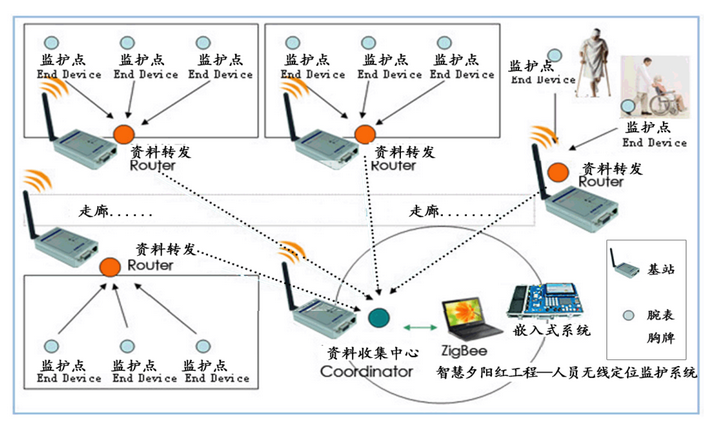 监护点
End Device
监护点
End Device
监护点
End Device
监护点
End Device
监护点
End Device
监护点
End Device
监护点
End Device
监护点
End Device
资料转发
Router
资料转发
Router
资料转发
Router
走廊......
走廊........
资料转发
Router
监护点
End Device
监护点
End Device
监护点
End Device
资料收集中心
Coordinator
ZigBee
嵌入式系统
智慧夕阳红工程—人员无线定位监护系统
基站
腕表
胸牌